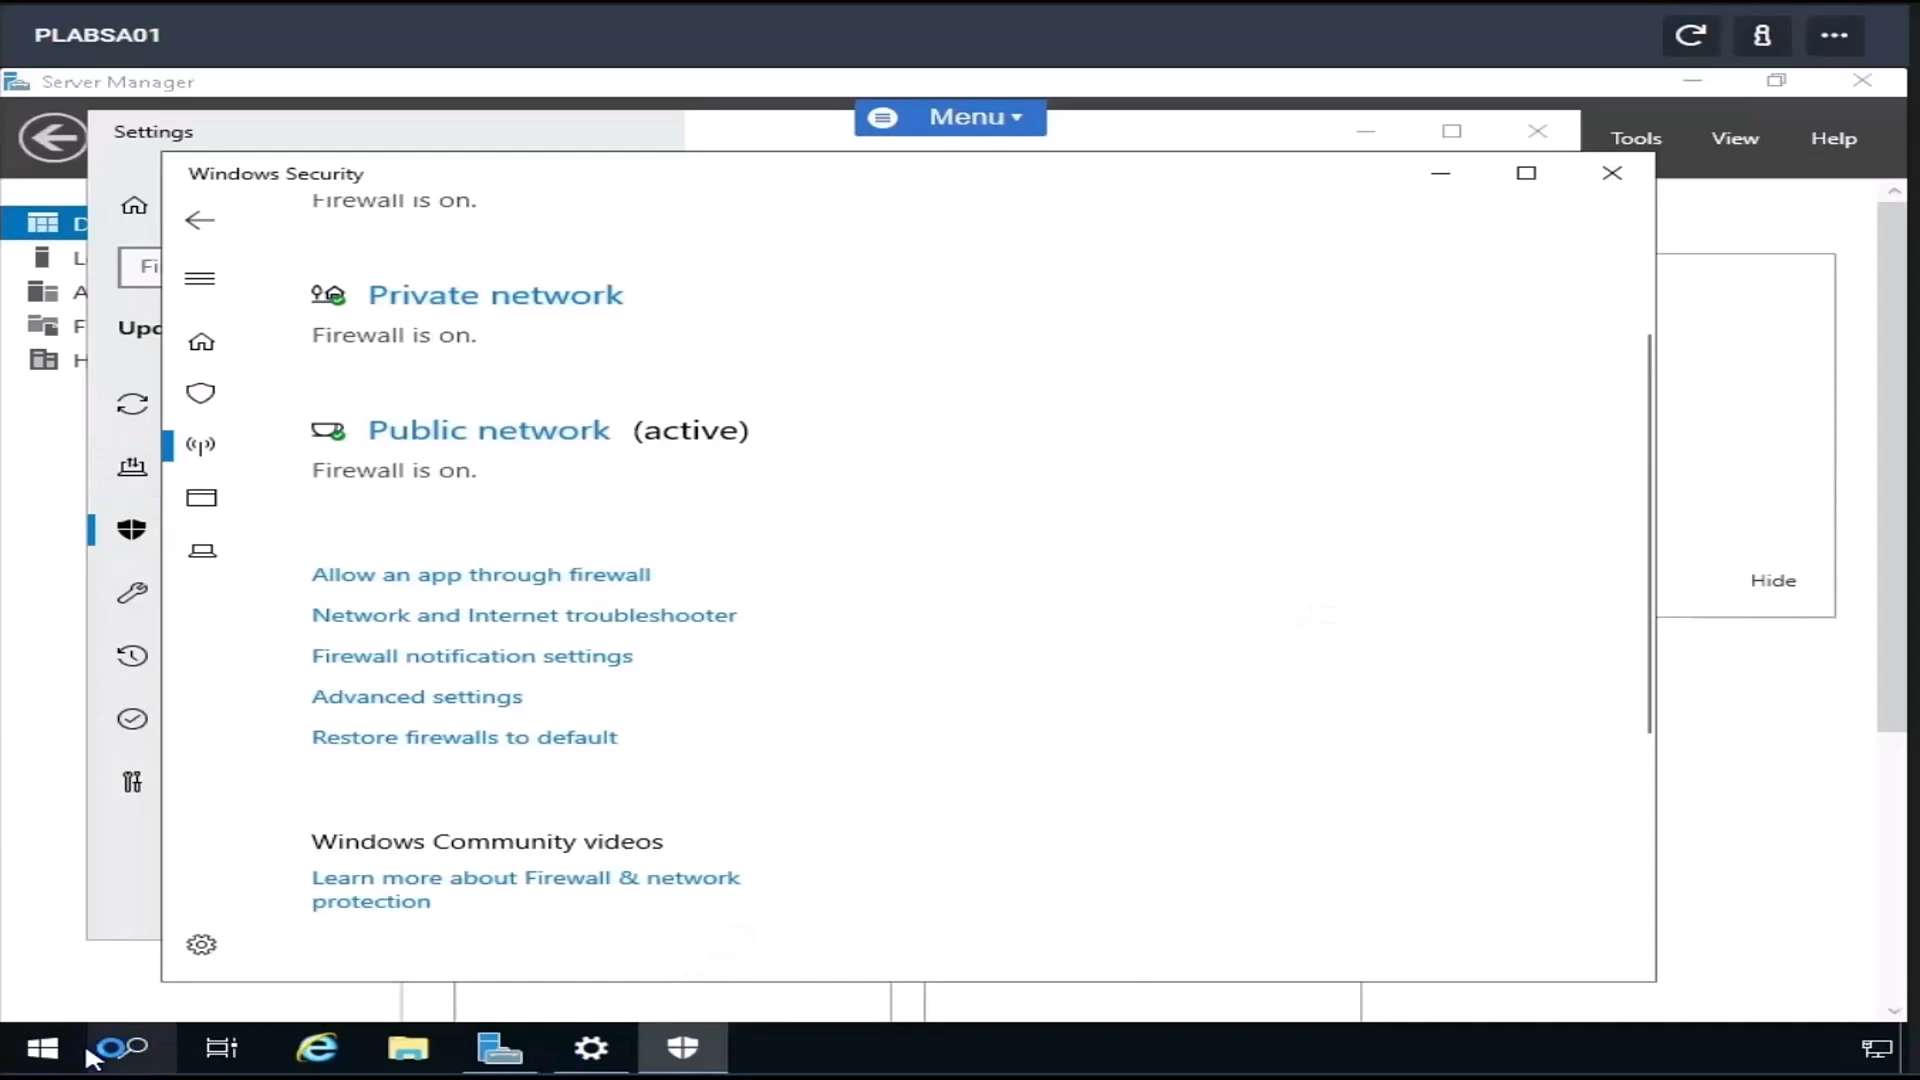 PLABSA01
Server Manager
Menu
Settings
Tools
View
Help
Windows Security
Firewall is on.
D
L
A
F
H
Fi
Upd
Private network
Firewall is on.
Public network (active)
Firewall is on.
Allow an app through firewall
Network and Internet troubleshooter
Firewall notification settings
Advanced settings
Restore firewalls to default
Hide
Windows Community videos
Learn more about Firewall & network
protection